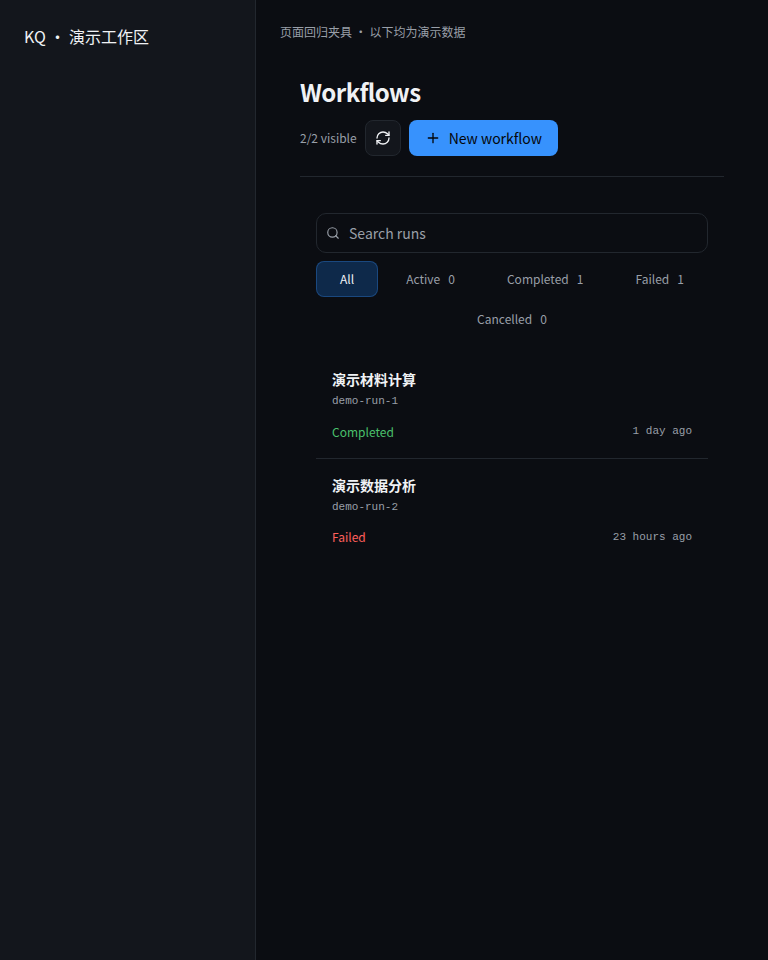 KQ · 演示工作区
页面回归夹具 · 以下均为演示数据
Workflows
2/2 visible
New workflow
Search runs
All Active 0 Completed 1 Failed 1
Cancelled 0
演示材料计算
demo-run-1
Completed 1 day ago
演示数据分析
demo-run-2
Failed 23 hours ago